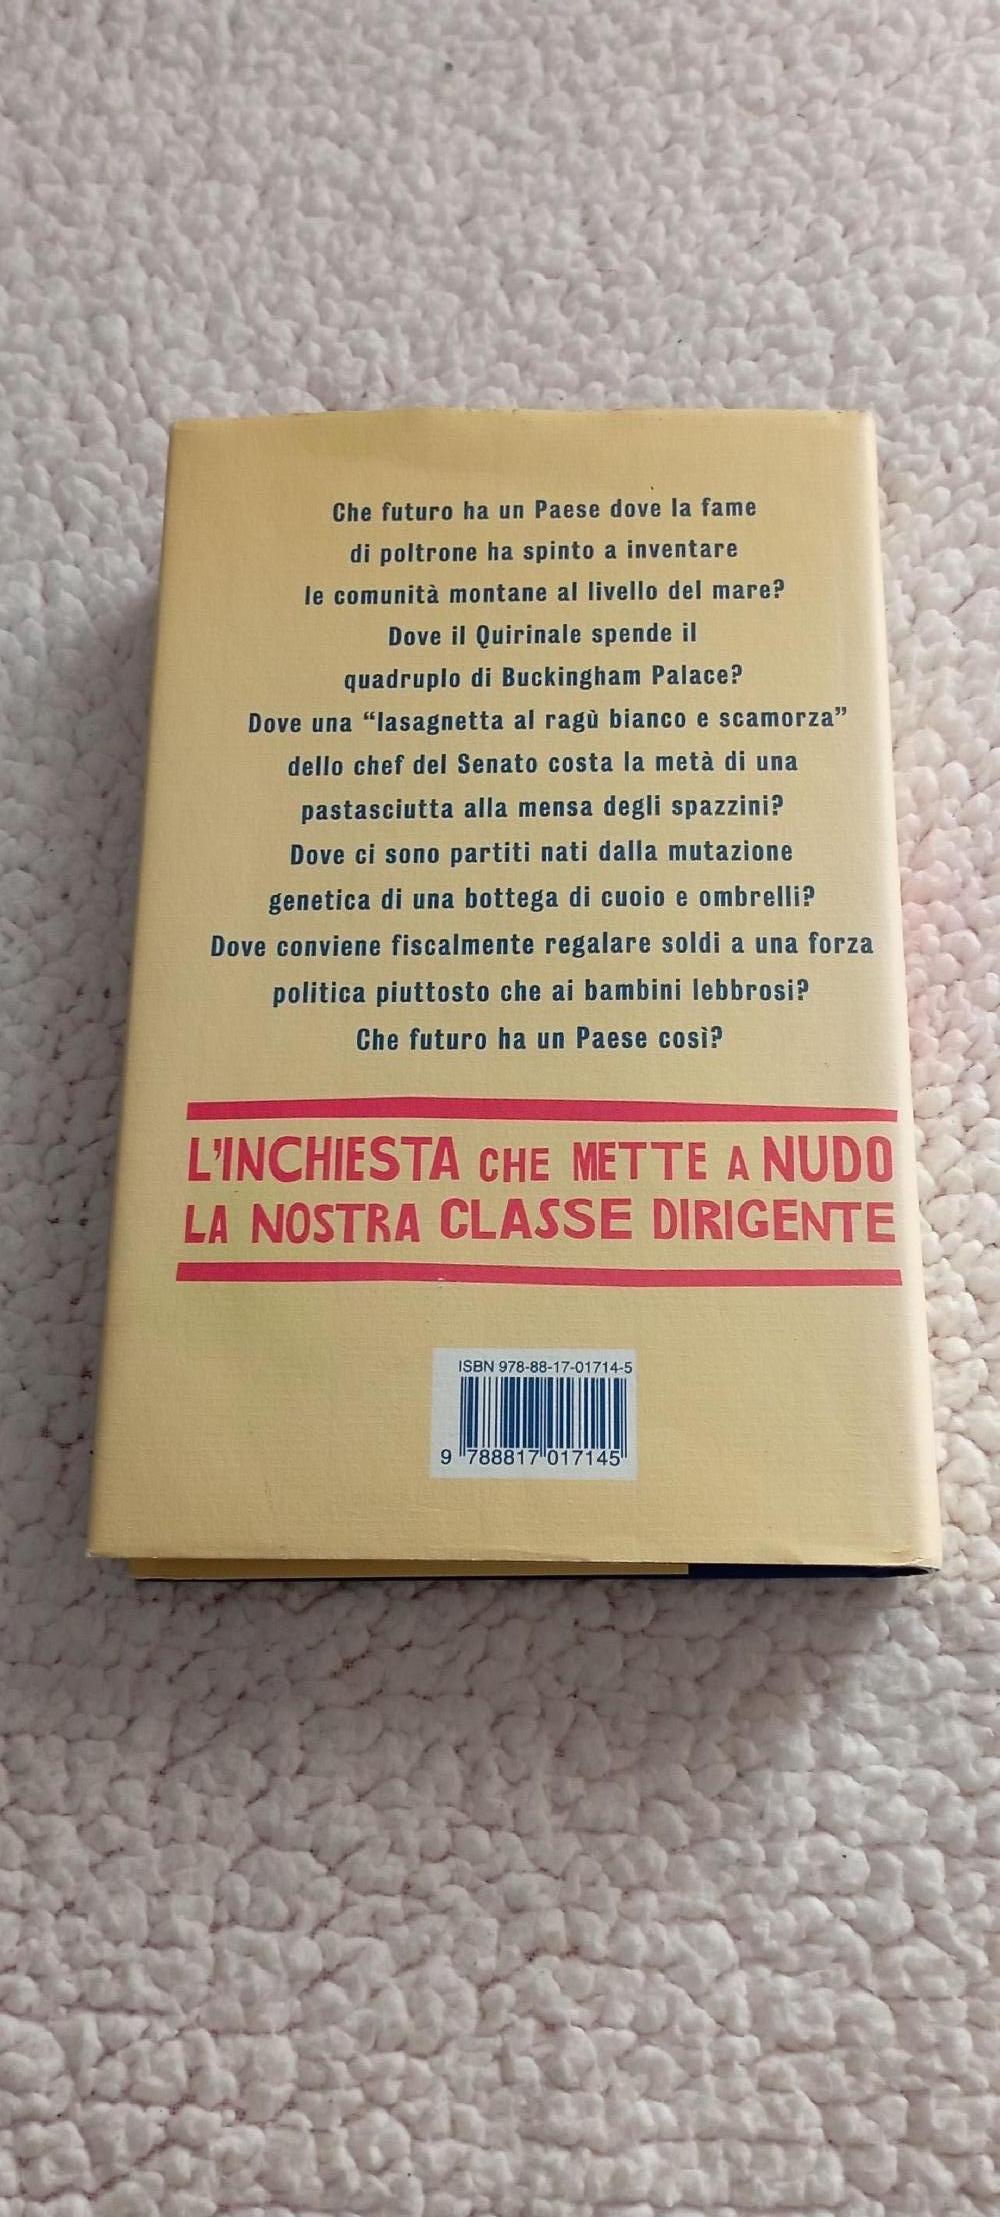 Che futuro ha un Paese dove la fame
di poltrone ha spinto a inventare
le comunità montane al livello del mare?
Dove il Quirinale spende il
quadruplo di Buckingham Palace?
Dove una “lasagnetta al ragù bianco e scamorza”
dello chef del Senato costa la metà di una
pastasciutta alla mensa degli spazzini?
Dove ci sono partiti nati dalla mutazione
genetica di una bottega di cuoio e ombrelli?
Dove conviene fiscalmente regalare soldi a una forza
politica piuttosto che ai bambini lebbrosi?
Che futuro ha un Paese così?
L'INCHIESTA CHE METTE A NUDO
LA NOSTRA CLASSE DIRIGENTE
ISBN 978-88-17-01714-5
9 788817 017145